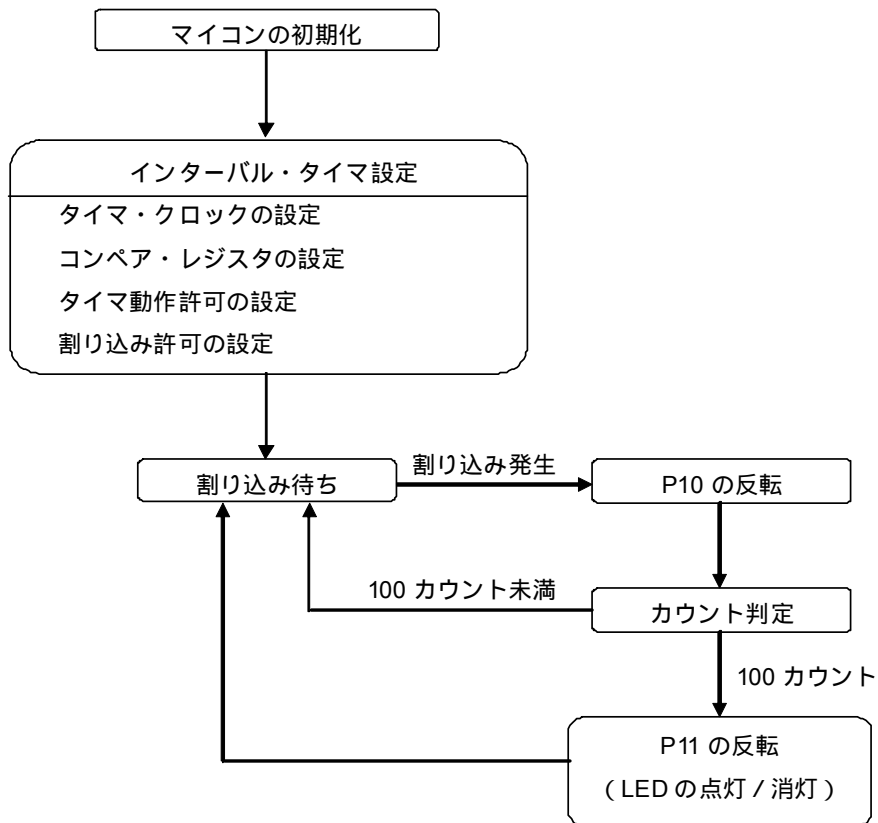 マイコンの初期化
インターバル・タイマ設定
タイマ・クロックの設定
コンペア・レジスタの設定
タイマ動作許可の設定
割り込み許可の設定
割り込み待ち
割り込み発生
P10 の反転
100 カウント未満
カウント判定
100 カウント
P11 の反転
( LED の点灯 / 消灯 )